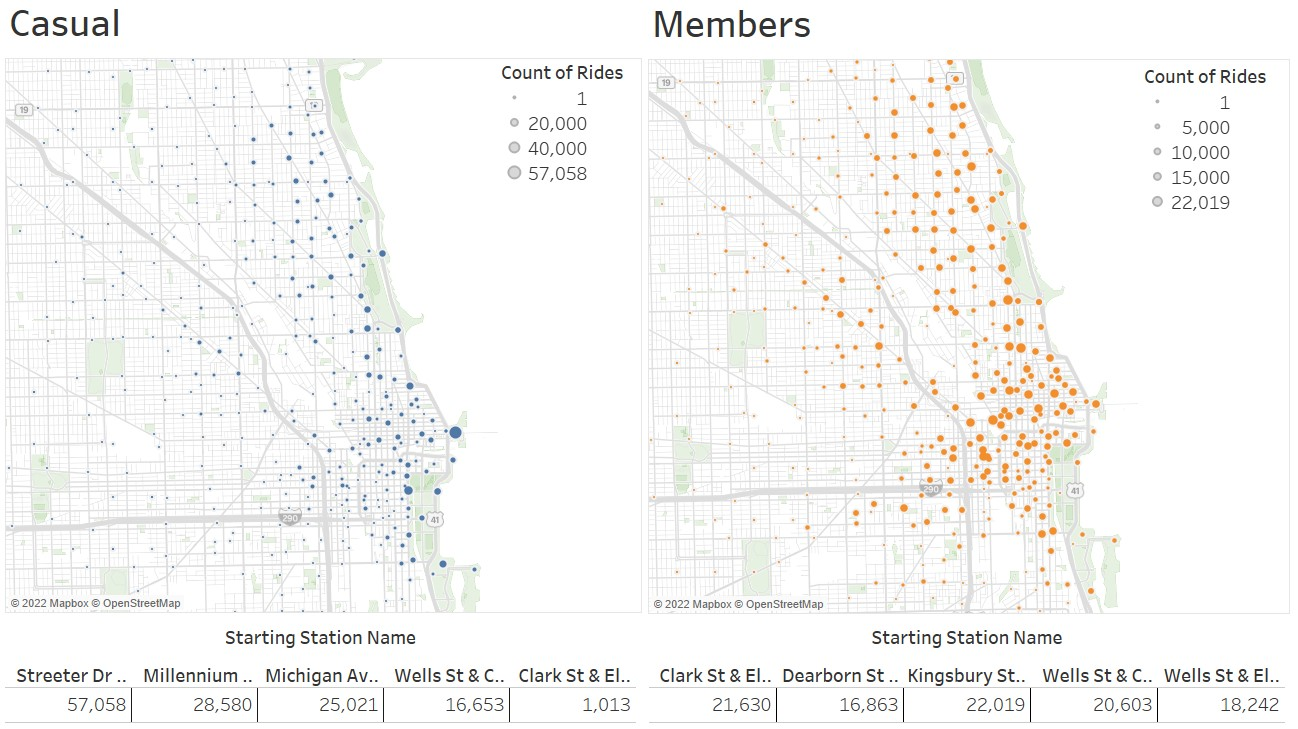 Casual
Members
Count of Rides
1
20,000
40,000
57,058
19
290
41
© 2022 Mapbox © OpenStreetMap
Count of Rides
1
5,000
10,000
15,000
22,019
19
290
41
© 2022 Mapbox © OpenStreetMap
Starting Station Name
Streeter Dr .. Millennium .. Michigan Av.. Wells St & C.. Clark St & El..
57,058 28,580 25,021 16,653 1,013
Starting Station Name
Clark St & El.. Dearborn St .. Kingsbury St.. Wells St & C.. Wells St & El..
21,630 16,863 22,019 20,603 18,242